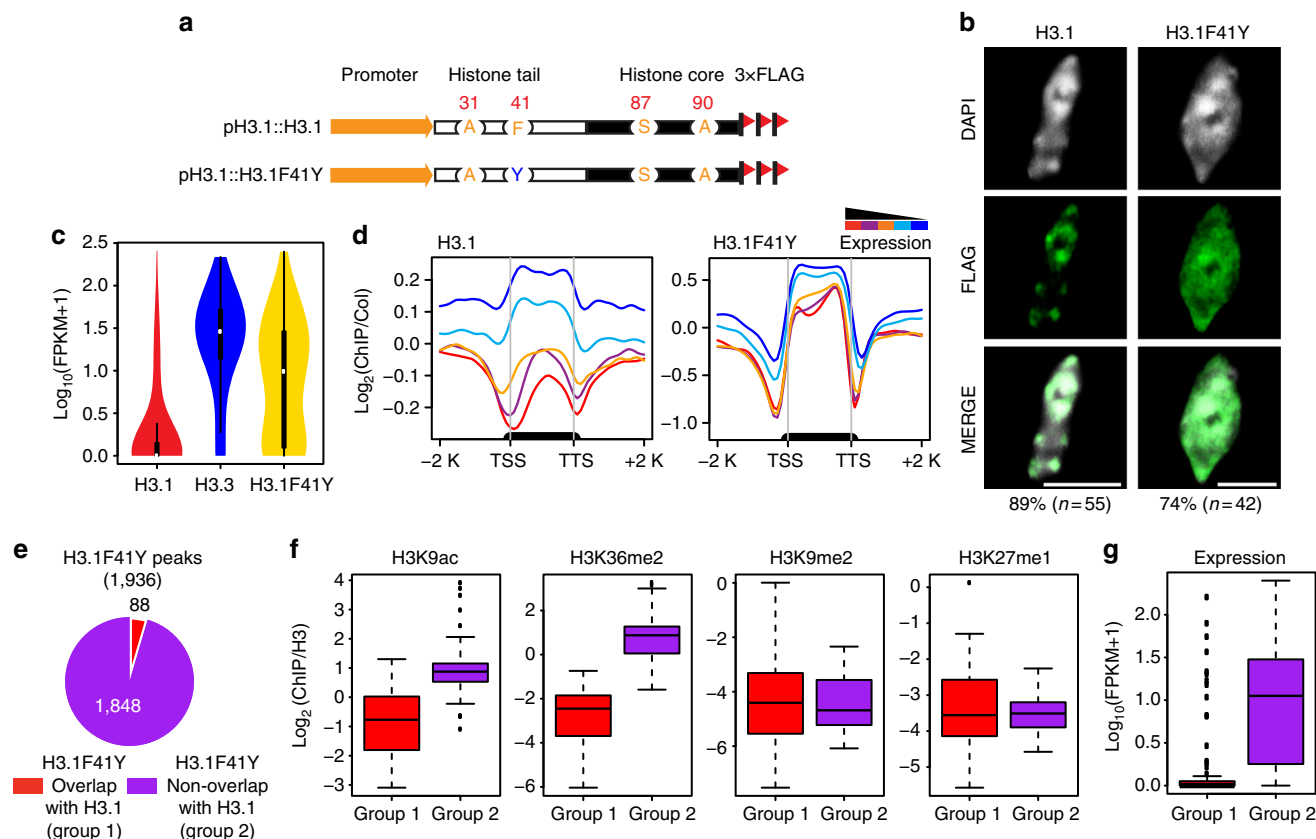 a
Promoter Histone tail Histone core 3×FLAG
31 41 87 90
pH3.1::H3.1 A F S A
pH3.1::H3.1F41Y A Y S A
b
H3.1 H3.1F41Y
DAPI
FLAG
MERGE
89% (n=55) 74% (n=42)
c
Log10(FPKM+1)
2.5
2.0
1.5
1.0
0.5
0.0
H3.1 H3.3 H3.1F41Y
d
H3.1 H3.1F41Y Expression
Log2(ChIP/Col)
0.2
0.1
0.0
−0.1
−0.2
−2 K TSS TTS +2 K
0.5
0.0
−0.5
−1.0
−2 K TSS TTS +2 K
e
H3.1F41Y peaks
(1,936)
88
1,848
H3.1F41Y H3.1F41Y
Overlap Non-overlap
with H3.1 with H3.1
(group 1) (group 2)
f
H3K9ac H3K36me2 H3K9me2 H3K27me1
Log2 (ChIP/H3)
4
3
2
1
0
−1
−2
−3
Group 1 Group 2
2
0
−2
−4
−6
Group 1 Group 2
0
−2
−4
−6
Group 1 Group 2
0
−1
−2
−3
−4
−5
Group 1 Group 2
g
Expression
Log10(FPKM+1)
2.0
1.5
1.0
0.5
0.0
Group 1 Group 2